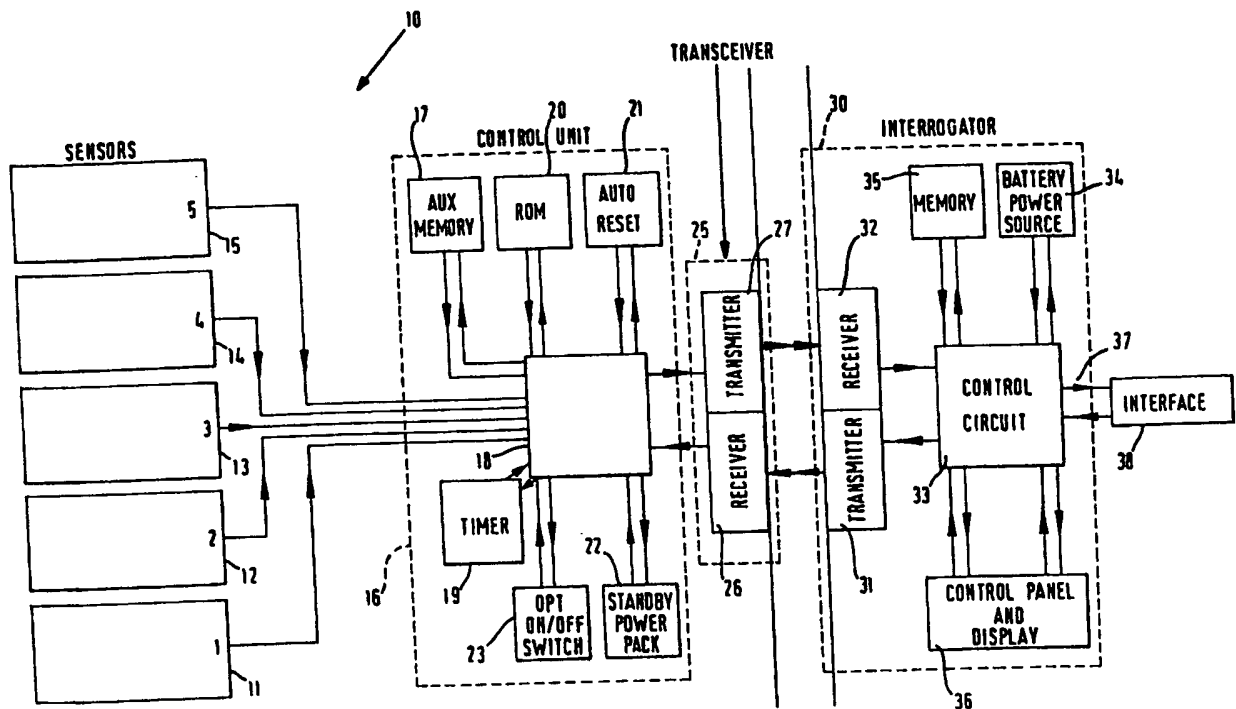 10
TRANSCEIVER
SENSORS
5
15
4
14
3
13
2
12
1
11
CONTROL UNIT
17
20
21
AUX
MEMORY
ROM
AUTO
RESET
18
TIMER
19
16
OPT
ON/OFF
SWITCH
23
22
STANDBY
POWER
PACK
25
27
TRANSMITTER
RECEIVER
26
30
INTERROGATOR
32
RECEIVER
TRANSMITTER
31
35
MEMORY
BATTERY
POWER
SOURCE
34
CONTROL
CIRCUIT
33
37
INTERFACE
38
CONTROL PANEL
AND
DISPLAY
36